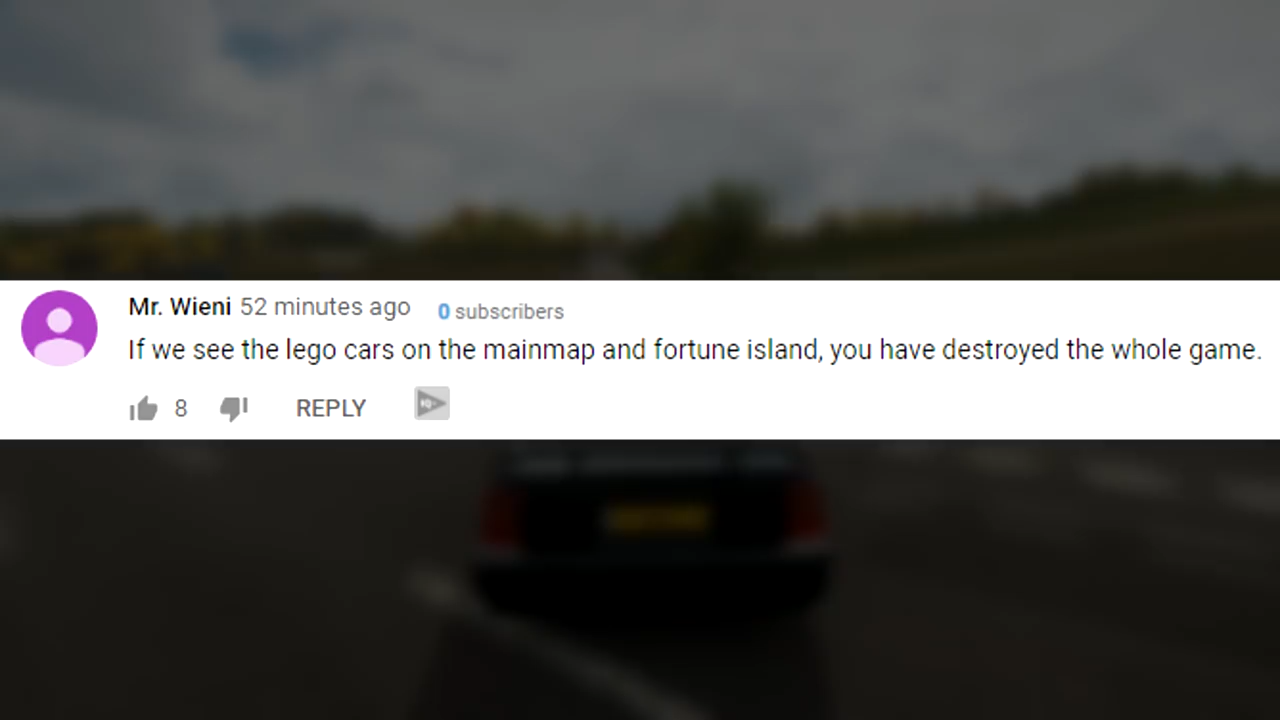 Mr. Wieni 52 minutes ago 0 subscribers
If we see the lego cars on the mainmap and fortune island, you have destroyed the whole game.
8 REPLY